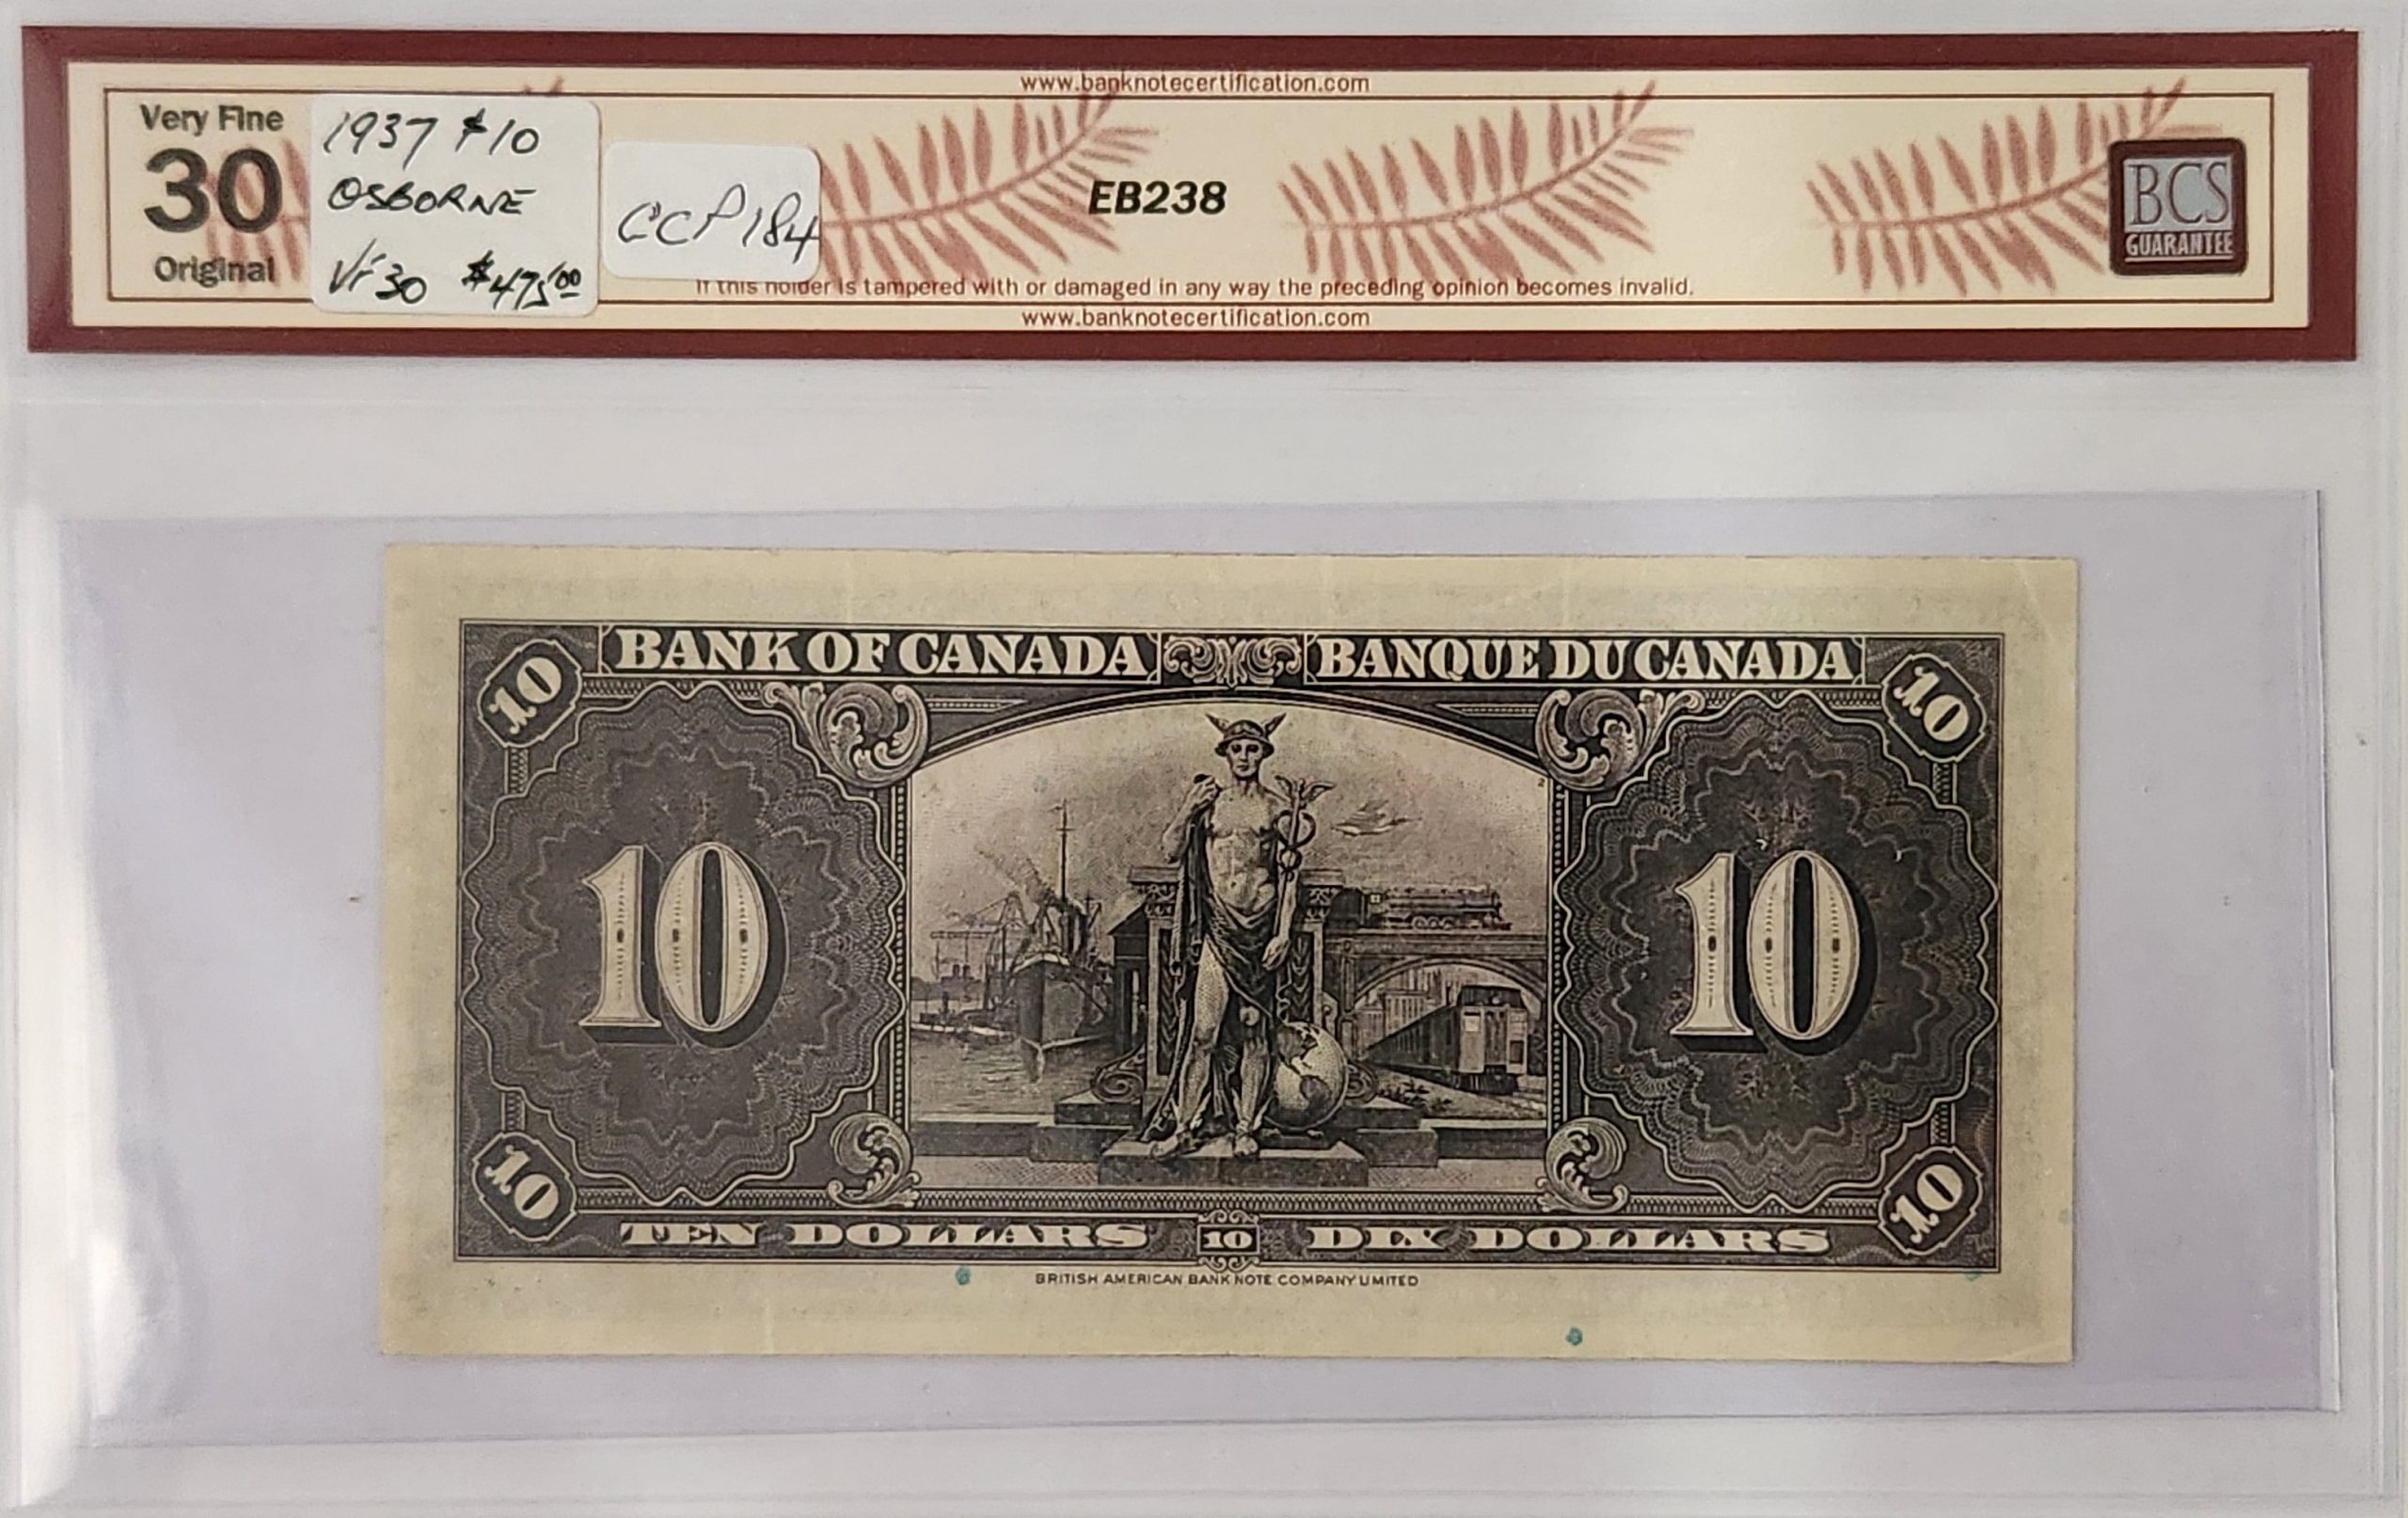 www.banknotecertification.com
Very Fine
30
Original
1937 $10
OSBORNE
VF30 $475.00
CCP184
EB238
BCS
GUARANTEE
If this holder is tampered with or damaged in any way the preceding opinion becomes invalid.
www.banknotecertification.com
BANK OF CANADA BANQUE DU CANADA
10 10
2
10 10
10 10
TEN DOLLARS 10 DIX DOLLARS
BRITISH AMERICAN BANK NOTE COMPANY LIMITED